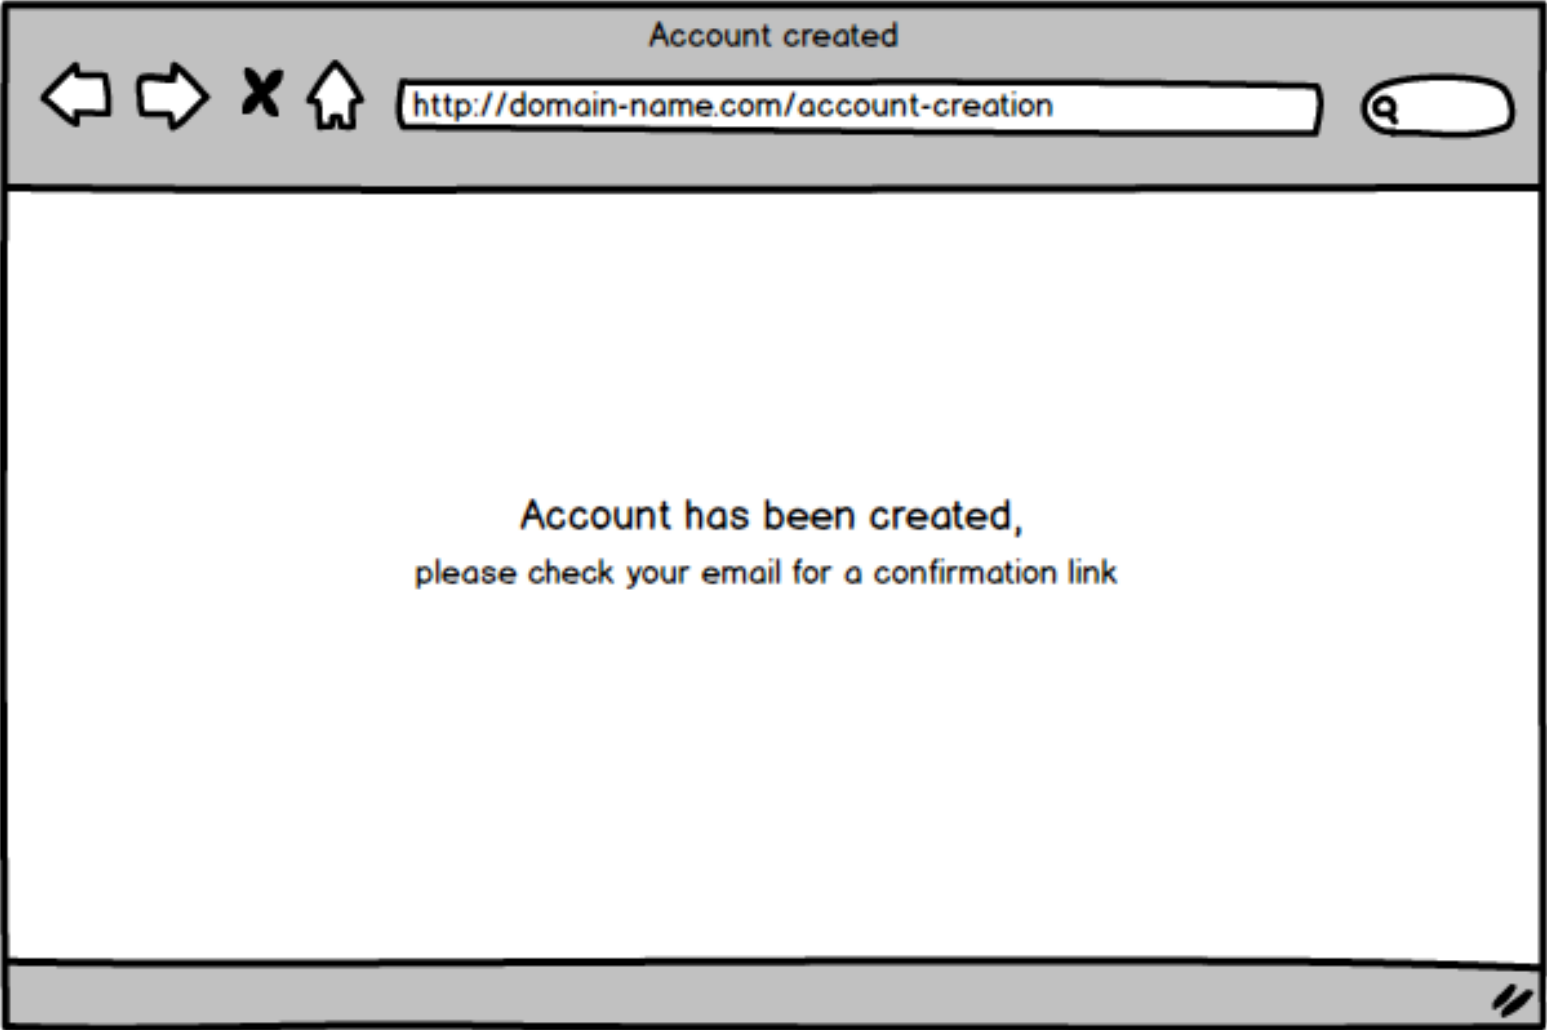 Account created
http://domain-name.com/account-creation
Account has been created,
please check your email for a confirmation link